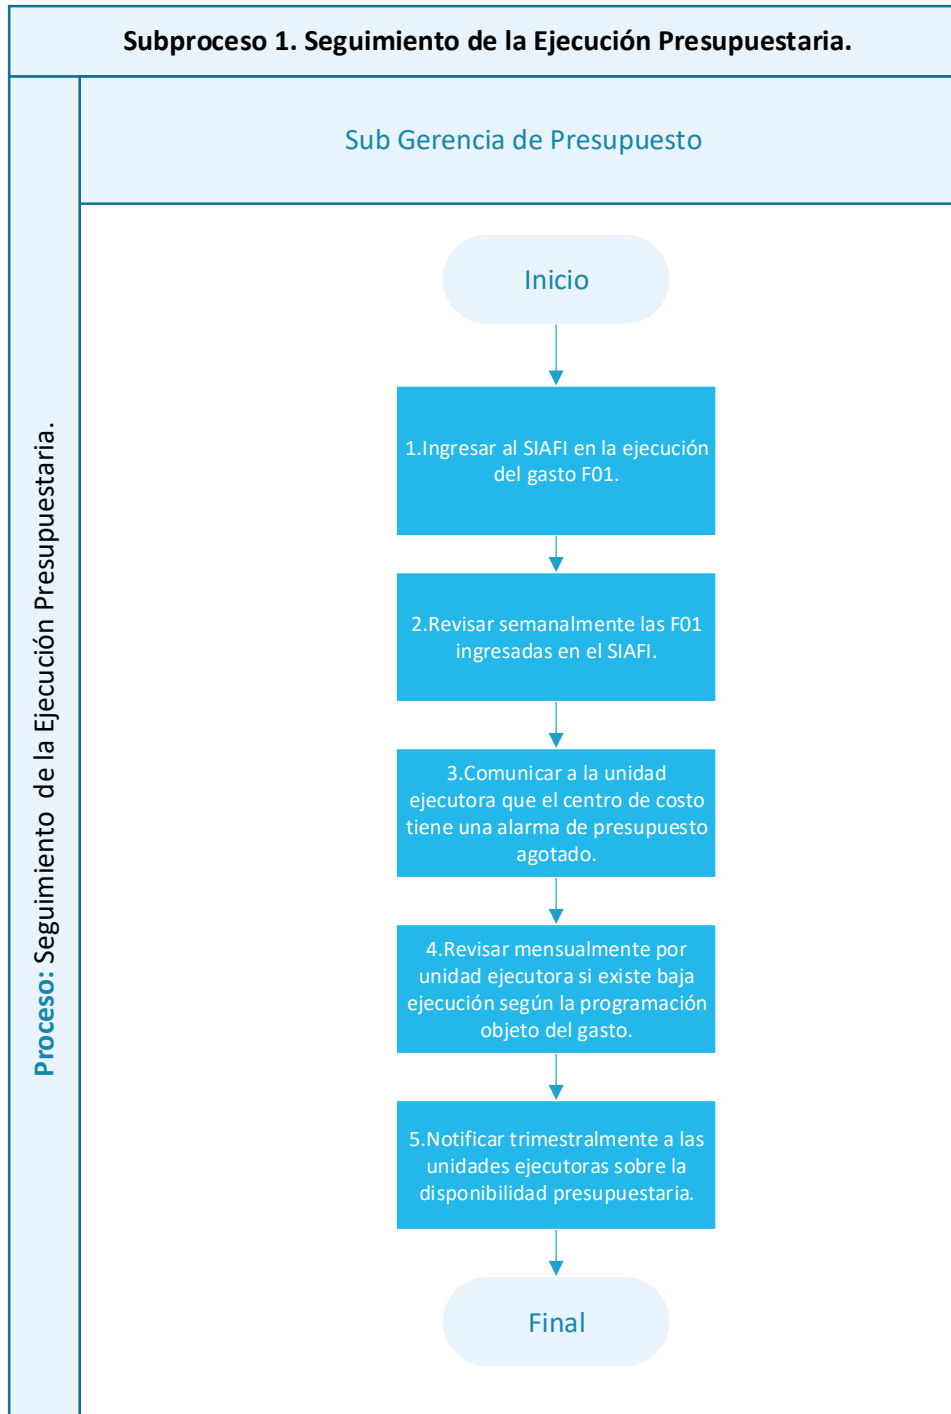 Subproceso 1. Seguimiento de la Ejecución Presupuestaria.
Sub Gerencia de Presupuesto
Proceso: Seguimiento de la Ejecución Presupuestaria.
Inicio
1.Ingresar al SIAFI en la ejecución
del gasto F01.
2.Revisar semanalmente las F01
ingresadas en el SIAFI.
3.Comunicar a la unidad
ejecutora que el centro de costo
tiene una alarma de presupuesto
agotado.
4.Revisar mensualmente por
unidad ejecutora si existe baja
ejecución según la programación
objeto del gasto.
5.Notificar trimestralmente a las
unidades ejecutoras sobre la
disponibilidad presupuestaria.
Final